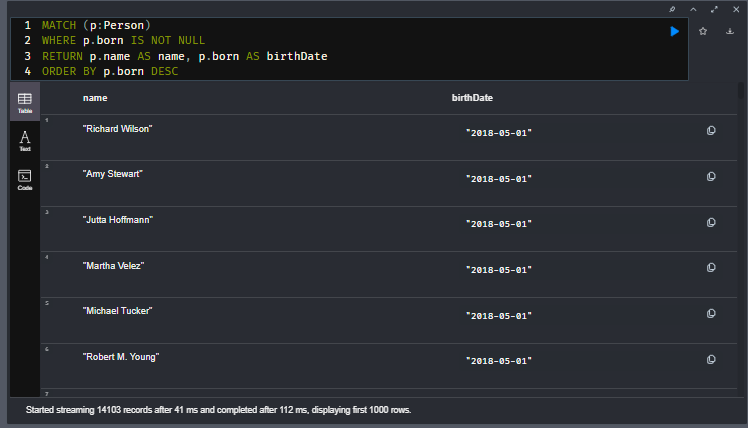 1 MATCH (p:Person)
2 WHERE p.born IS NOT NULL
3 RETURN p.name AS name, p.born AS birthDate
4 ORDER BY p.born DESC
Table
Text
Code
name birthDate
1 "Richard Wilson" "2018-05-01"
2 "Amy Stewart" "2018-05-01"
3 "Jutta Hoffmann" "2018-05-01"
4 "Martha Velez" "2018-05-01"
5 "Michael Tucker" "2018-05-01"
6 "Robert M. Young" "2018-05-01"
7
Started streaming 14103 records after 41 ms and completed after 112 ms, displaying first 1000 rows.